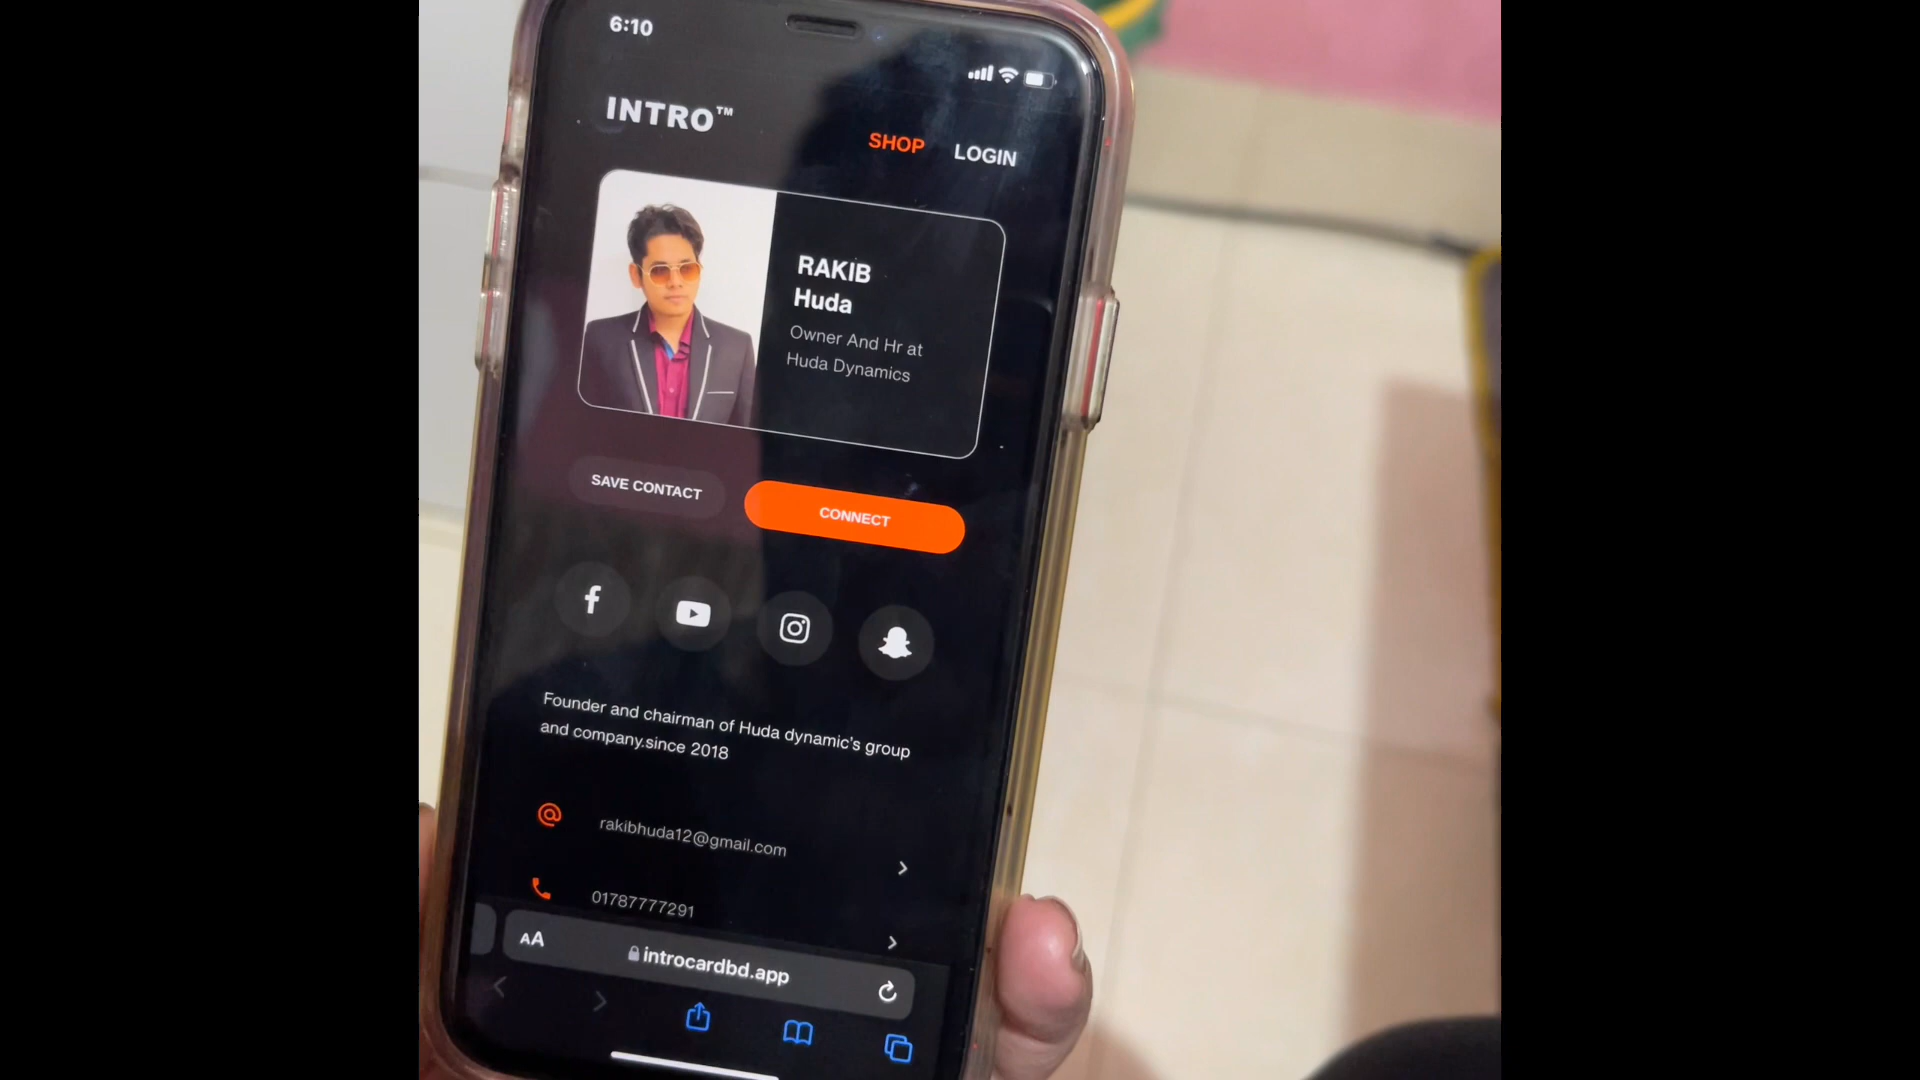 6:10
INTRO™
SHOP LOGIN
RAKIB
Huda
Owner And Hr at
Huda Dynamics
SAVE CONTACT
CONNECT
Founder and chairman of Huda dynamic's group
and company.since 2018
rakibhuda12@gmail.com
01787777291
AA
introcardbd.app